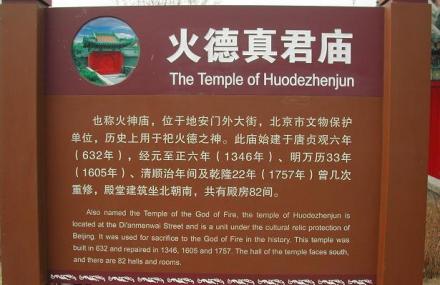 火德真君庙
The Temple of Huodezhenjun
也称火神庙，位于地安门外大街，北京市文物保护
单位，历史上用于祀火德之神。此庙始建于唐贞观六年
（632年），经元至正六年（1346年）、明万历33年
（1605年）、清顺治年间及乾隆22年（1757年）曾几次
重修，殿堂建筑坐北朝南，共有殿房82间。
Also named the Temple of the God of Fire, the temple of Huodezhenjun is
located at the Di'anmenwai Street and is a unit under the cultural relic protection of
Beijing. It was used for sacrifice to the God of Fire in the history. This temple was
built in 632 and repaired in 1346, 1605 and 1757. The hall of the temple faces south,
and there are 82 halls and rooms.